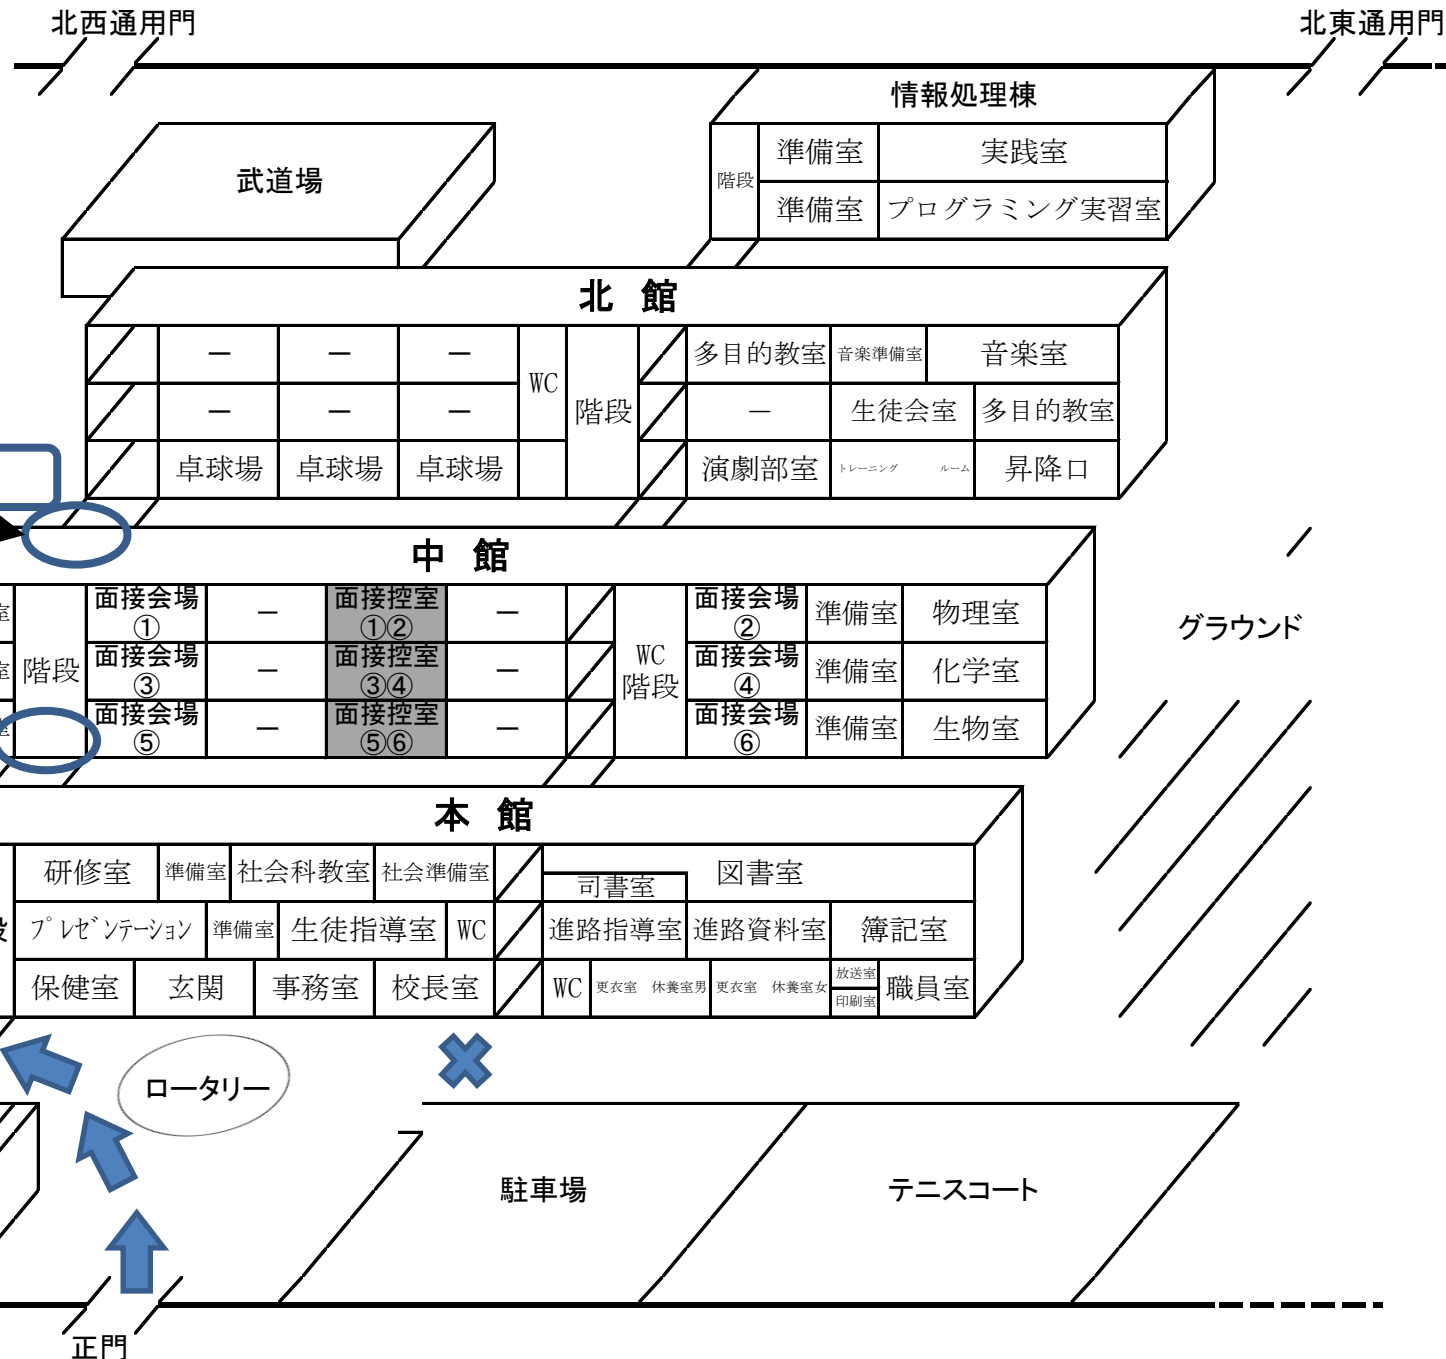 北西通用門
北東通用門
情報処理棟
準備室 実践室
階段
準備室 プログラミング実習室
武道場
北 館
－ － － 多目的教室 音楽準備室 音楽室
WC
階段
－ － － － 生徒会室 多目的教室
卓球場 卓球場 卓球場 演劇部室 トレーニング ルーム 昇降口
中 館
室 面接会場① － 面接控室①② － 面接会場② 準備室 物理室
室 階段 面接会場③ － 面接控室③④ － WC 階段 面接会場④ 準備室 化学室
面接会場⑤ － 面接控室⑤⑥ － 面接会場⑥ 準備室 生物室
グラウンド
本 館
研修室 準備室 社会科教室 社会準備室 司書室 図書室
段 プレゼンテーション 準備室 生徒指導室 WC 進路指導室 進路資料室 簿記室
保健室 玄関 事務室 校長室 WC 更衣室 休養室男 更衣室 休養室女 放送室 印刷室 職員室
ロータリー
駐車場
テニスコート
正門